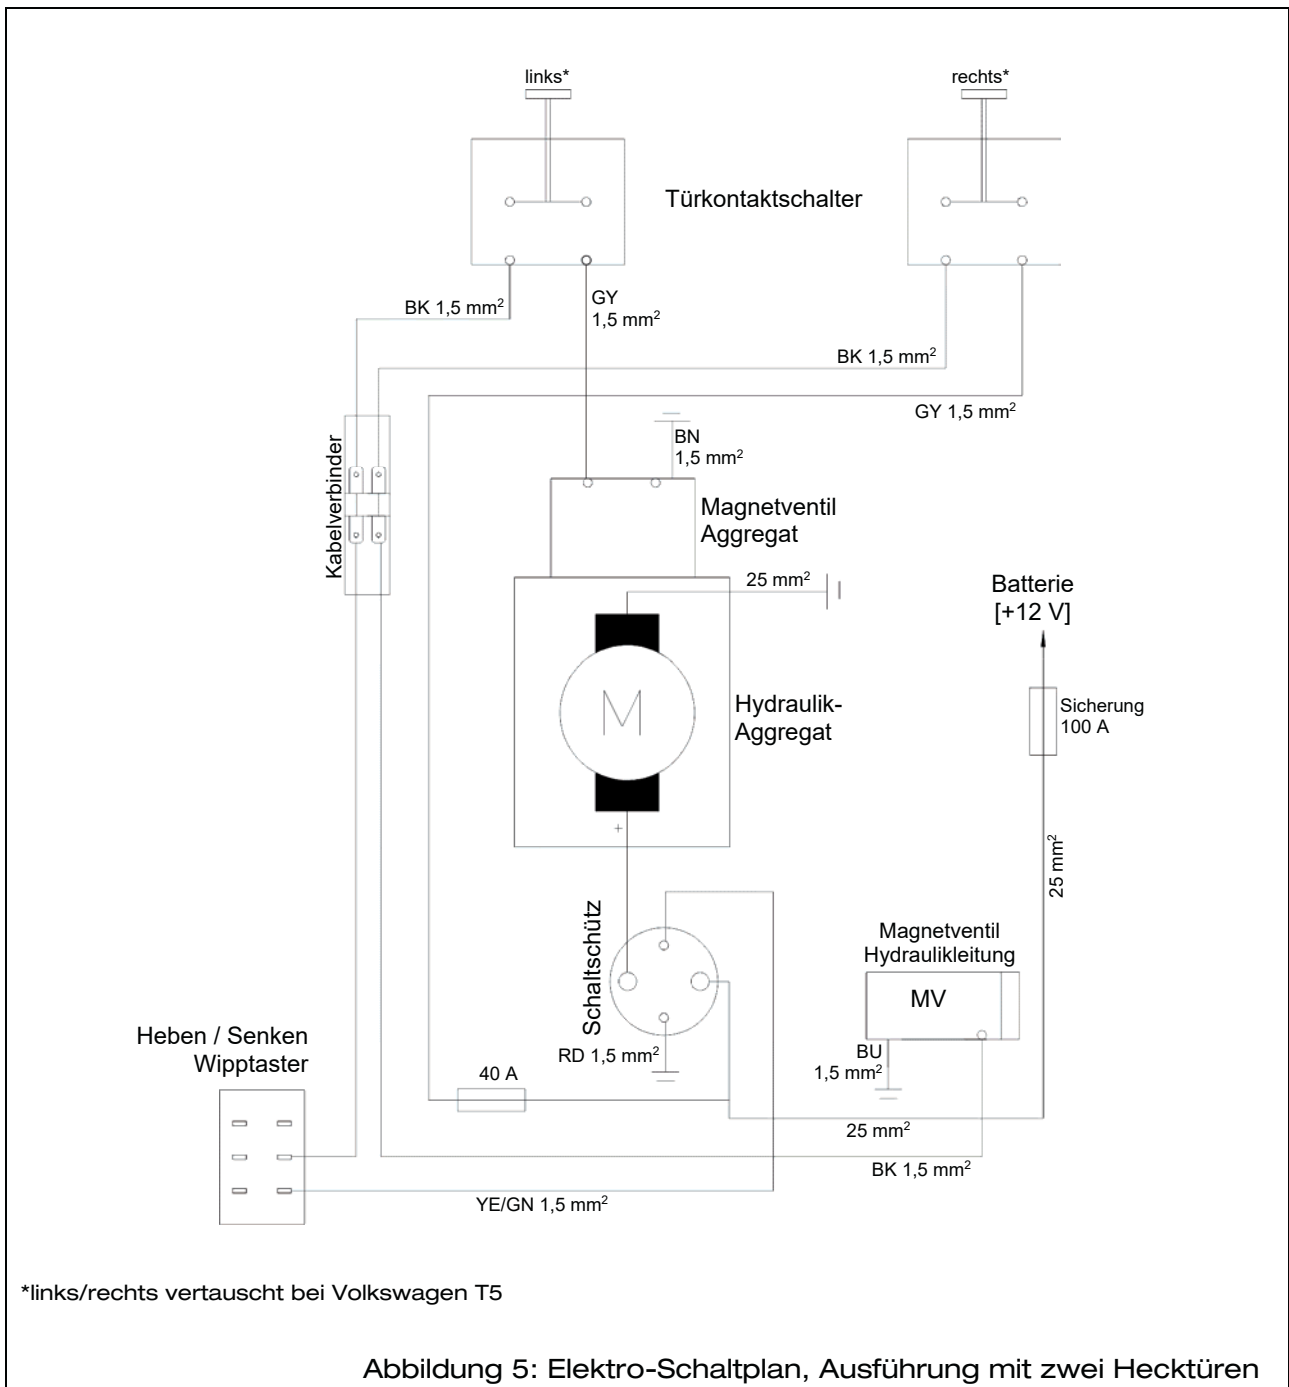 links*
rechts*
Türkontaktschalter
BK 1,5 mm²
GY
1,5 mm²
BK 1,5 mm²
GY 1,5 mm²
BN
1,5 mm²
Kabelverbinder
Magnetventil
Aggregat
25 mm²
Batterie
[+12 V]
M
Hydraulik-
Aggregat
Sicherung
100 A
+
25 mm²
Schaltschütz
Magnetventil
Hydraulikleitung
MV
Heben / Senken
Wipptaster
RD 1,5 mm²
BU
1,5 mm²
40 A
25 mm²
BK 1,5 mm²
YE/GN 1,5 mm²
*links/rechts vertauscht bei Volkswagen T5
Abbildung 5: Elektro-Schaltplan, Ausführung mit zwei Hecktüren